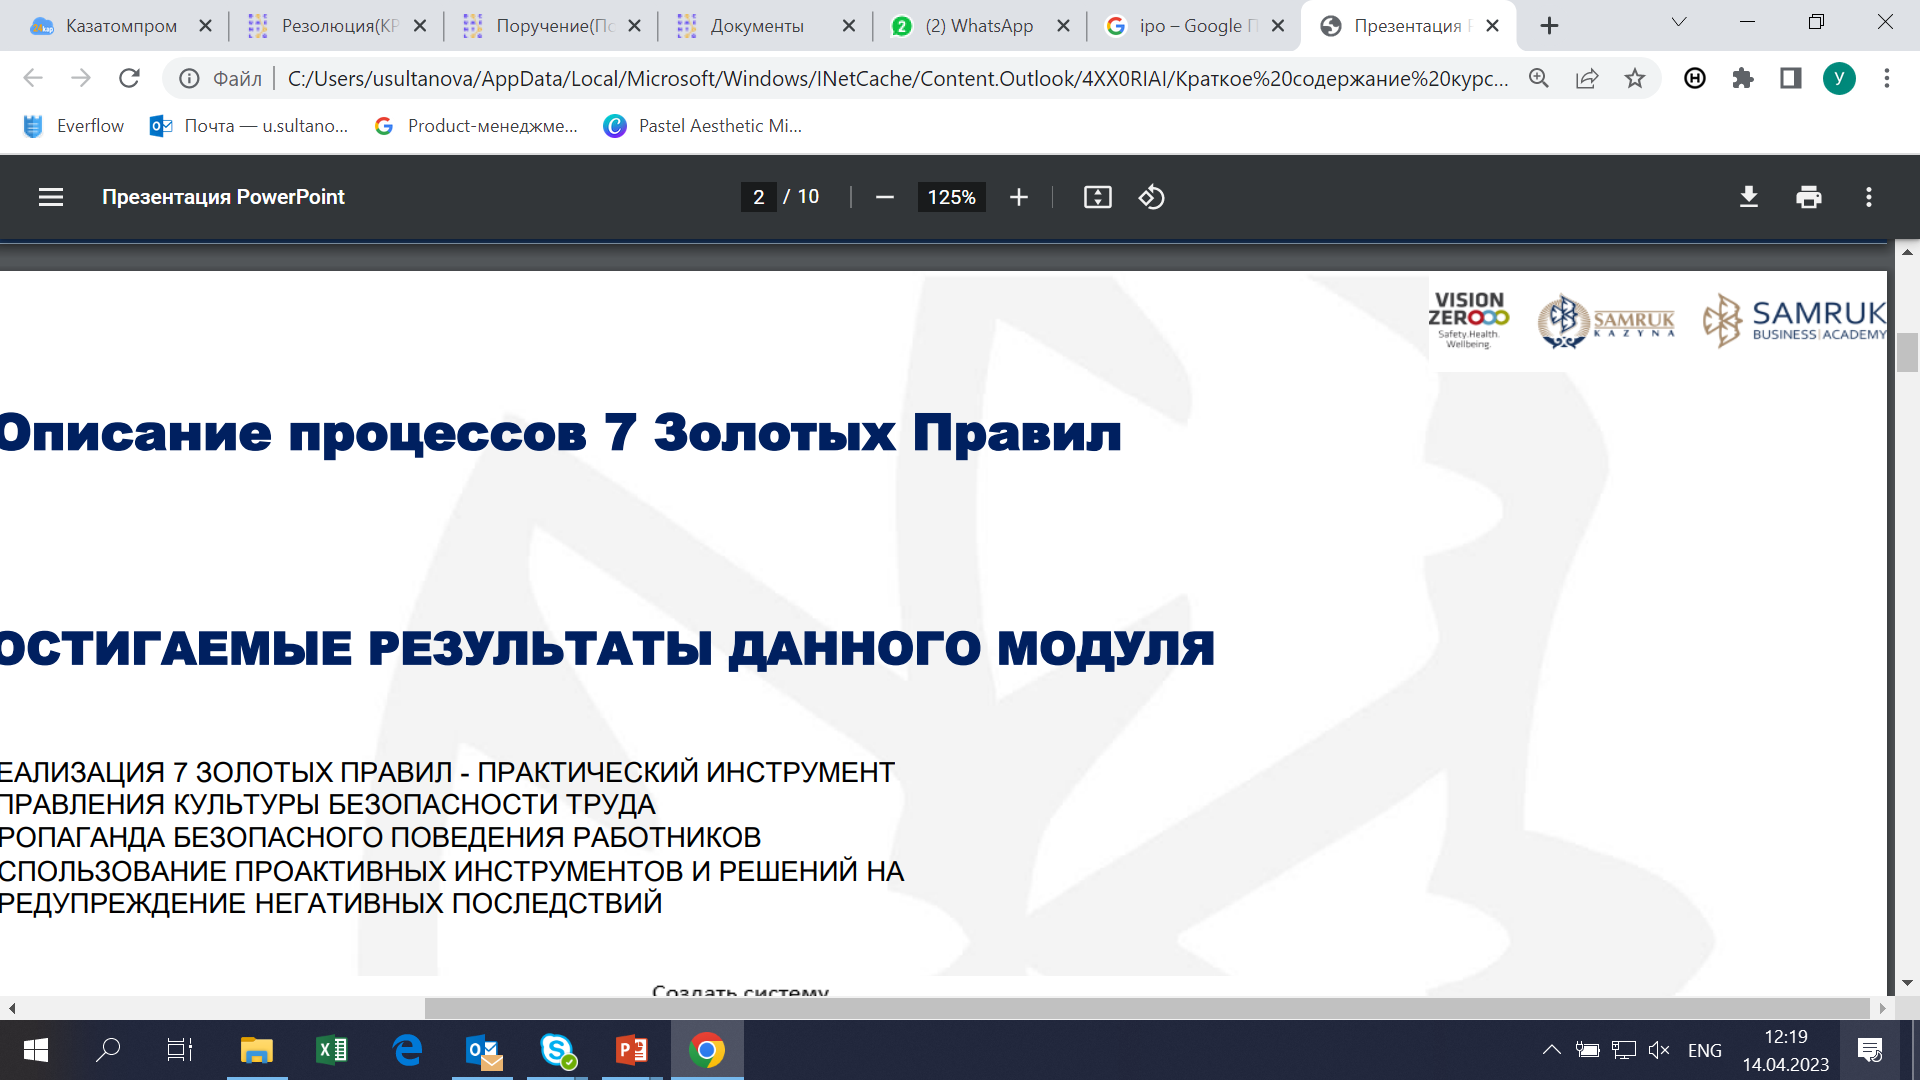 Казатомпром
Резолюция(КР
Поручение(По
Документы
(2) WhatsApp
ipo – Google П
Презентация P
Файл
C:/Users/usultanova/AppData/Local/Microsoft/Windows/INetCache/Content.Outlook/4XX0RIAI/Краткое%20содержание%20курс...
У
Everflow
Почта — u.sultano...
Product-менеджме...
Pastel Aesthetic Mi...
Презентация PowerPoint
2 / 10
125%
VISION
ZERO
Safety.Health.
Wellbeing.
SAMRUK
KAZYNA
SAMRUK
BUSINESS|ACADEMY
Описание процессов 7 Золотых Правил
ОСТИГАЕМЫЕ РЕЗУЛЬТАТЫ ДАННОГО МОДУЛЯ
ЕАЛИЗАЦИЯ 7 ЗОЛОТЫХ ПРАВИЛ - ПРАКТИЧЕСКИЙ ИНСТРУМЕНТ
ПРАВЛЕНИЯ КУЛЬТУРЫ БЕЗОПАСНОСТИ ТРУДА
РОПАГАНДА БЕЗОПАСНОГО ПОВЕДЕНИЯ РАБОТНИКОВ
СПОЛЬЗОВАНИЕ ПРОАКТИВНЫХ ИНСТРУМЕНТОВ И РЕШЕНИЙ НА
РЕДУПРЕЖДЕНИЕ НЕГАТИВНЫХ ПОСЛЕДСТВИЙ
Создать систему
ENG
12:19
14.04.2023